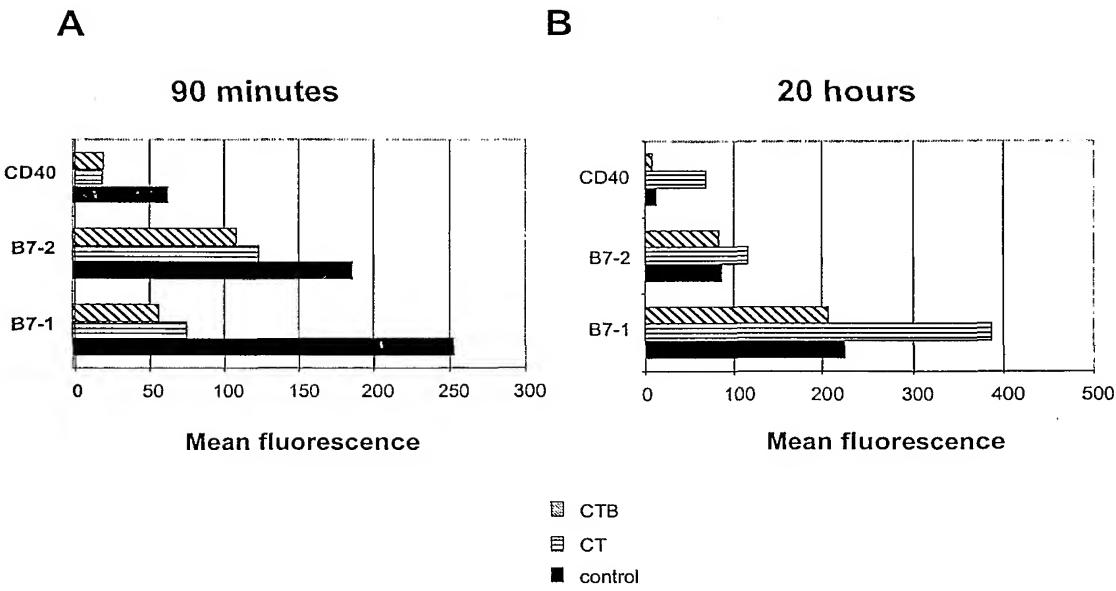 A
90 minutes
CD40
B7-2
B7-1
0 50 100 150 200 250 300
Mean fluorescence
B
20 hours
CD40
B7-2
B7-1
0 100 200 300 400 500
Mean fluorescence
CTB
CT
control